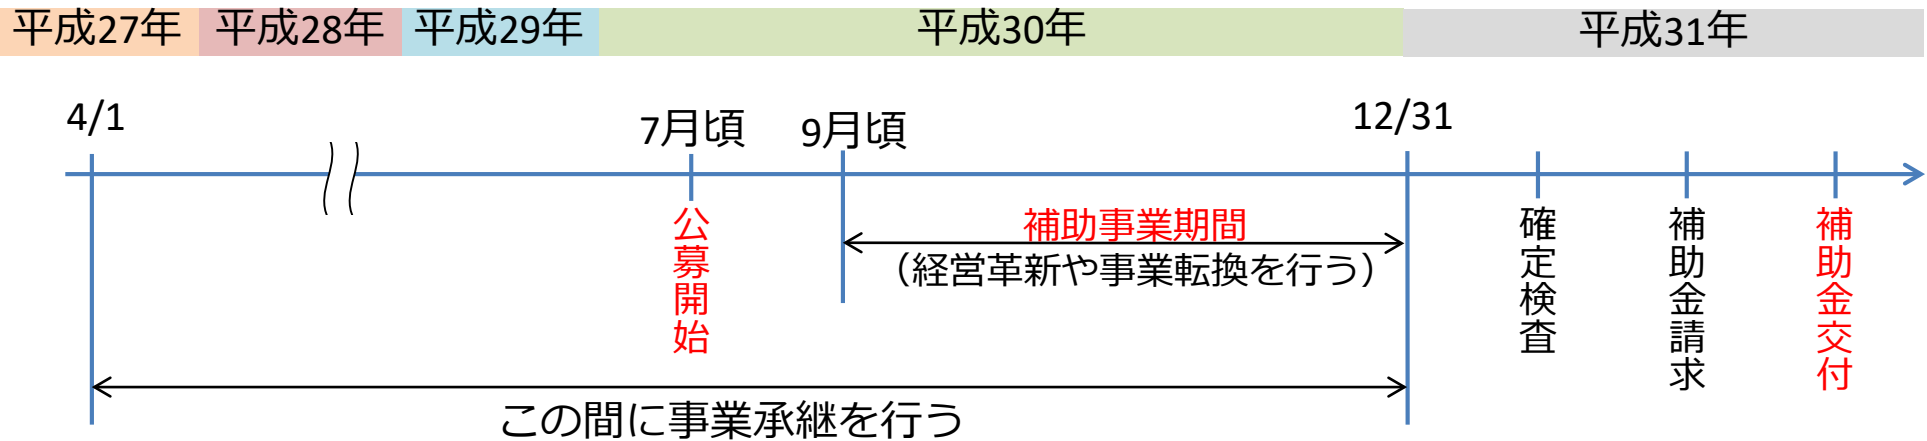 平成27年 平成28年 平成29年 平成30年 平成31年
4/1 7月頃 9月頃 12/31
公募開始
補助事業期間
（経営革新や事業転換を行う）
確定検査
補助金請求
補助金交付
この間に事業承継を行う